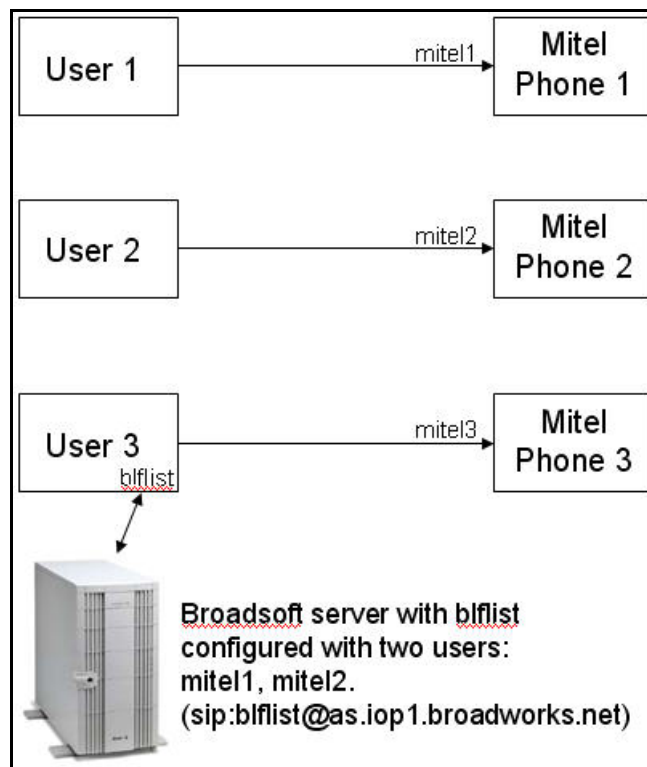 User 1
mitel1
Mitel
Phone 1
User 2
mitel2
Mitel
Phone 2
User 3
blflist
mitel3
Mitel
Phone 3
Broadsoft server with blflist
configured with two users:
mitel1, mitel2.
(sip:blflist@as.iop1.broadworks.net)